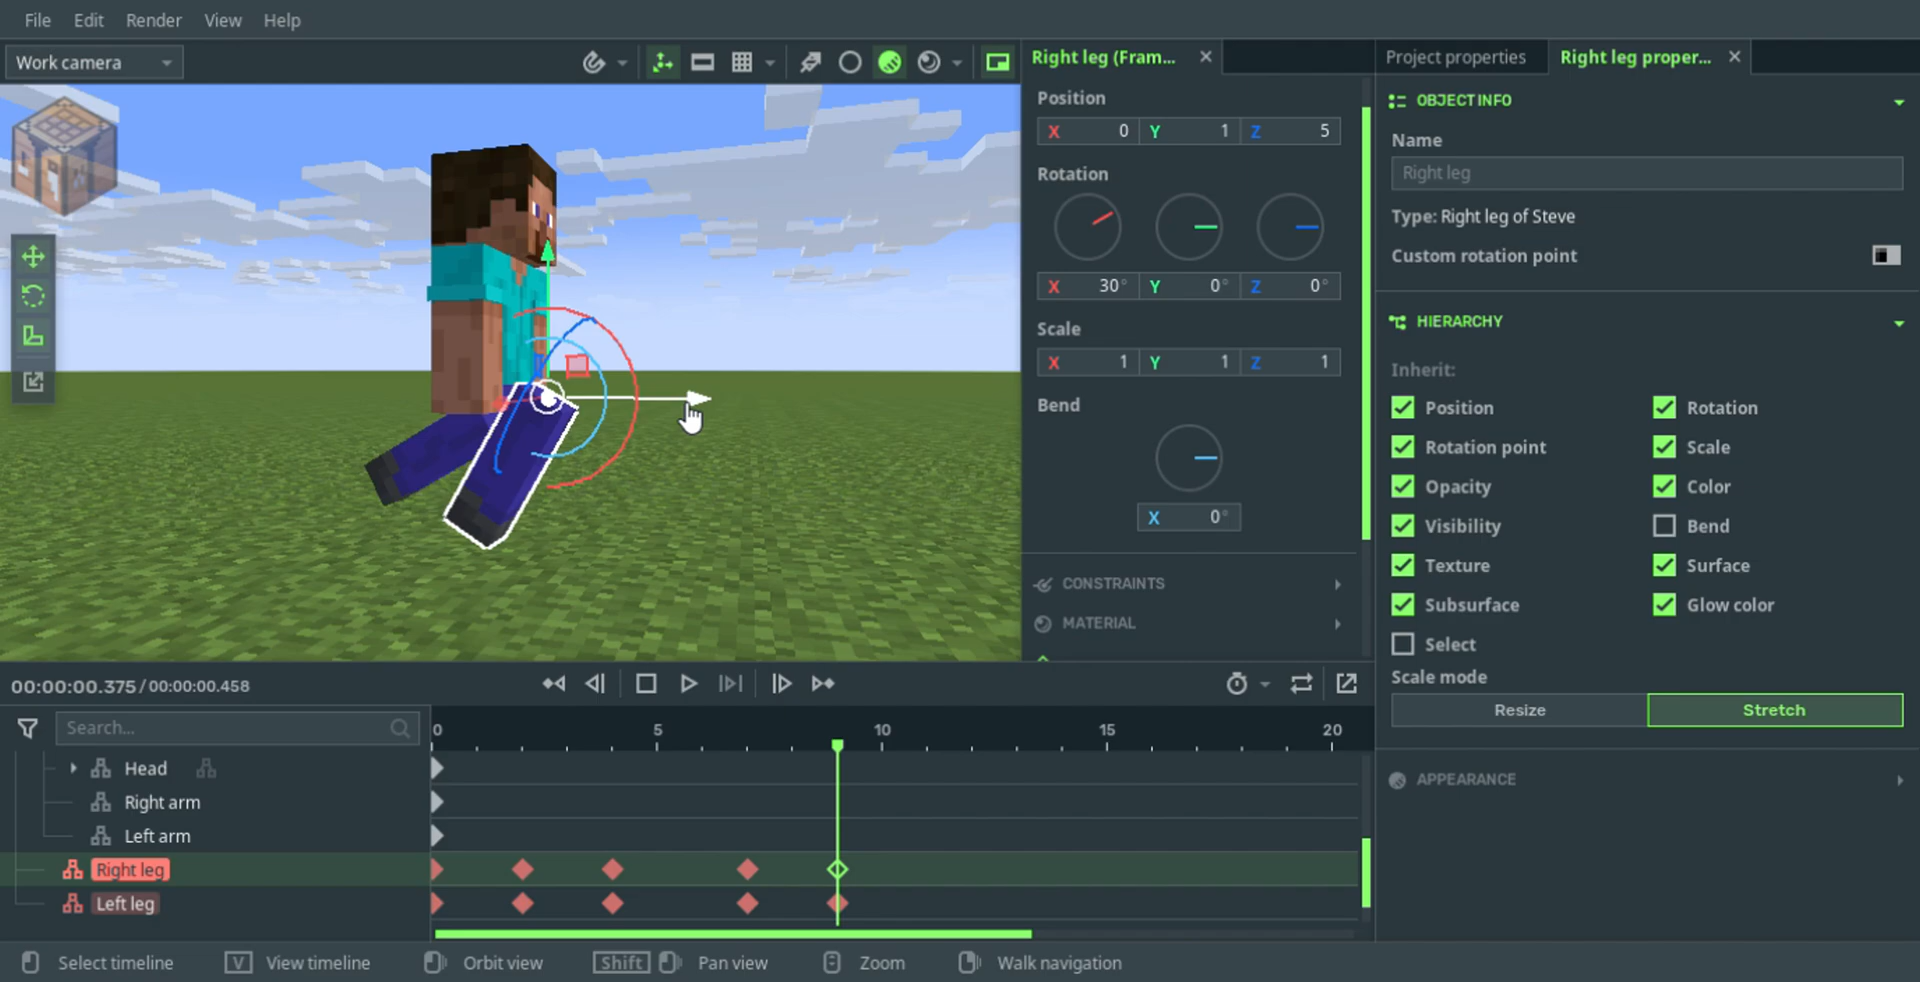 File Edit Render View Help
Work camera
Right leg (Fram...
Project properties
Right leg proper...
Position
X 0 Y 1 Z 5
Rotation
X 30° Y 0° Z 0°
Scale
X 1 Y 1 Z 1
Bend
X 0°
CONSTRAINTS
MATERIAL
OBJECT INFO
Name
Right leg
Type: Right leg of Steve
Custom rotation point
HIERARCHY
Inherit:
Position Rotation
Rotation point Scale
Opacity Color
Visibility Bend
Texture Surface
Subsurface Glow color
Select
Scale mode
Resize Stretch
APPEARANCE
00:00:00.375 / 00:00:00.458
Search...
0 5 10 15 20
Head
Right arm
Left arm
Right leg
Left leg
Select timeline V View timeline Orbit view Shift Pan view Zoom Walk navigation